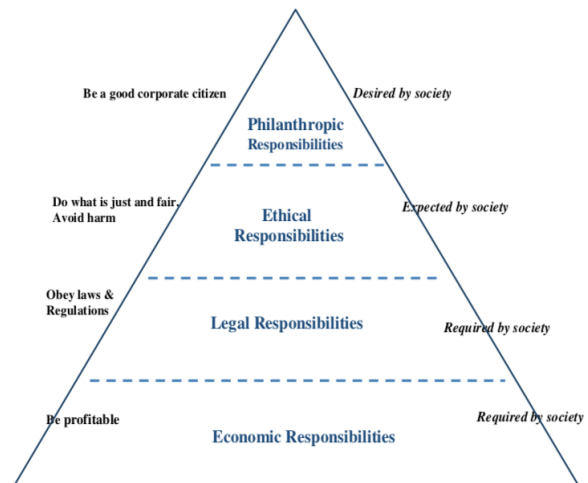 Be a good corporate citizen
Desired by society
Philanthropic
Responsibilities
Do what is just and fair,
Avoid harm
Expected by society
Ethical
Responsibilities
Obey laws &
Regulations
Legal Responsibilities
Required by society
Be profitable
Required by society
Economic Responsibilities